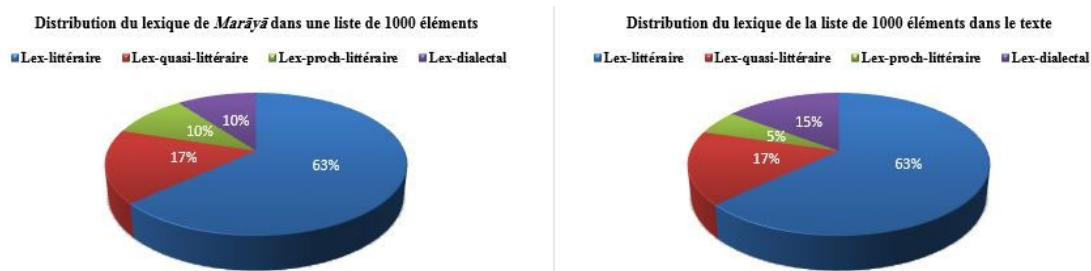 Distribution du lexique de Marāyā dans une liste de 1000 éléments
Lex-littéraire Lex-quasi-littéraire Lex-proch-littéraire Lex-dialectal
10%
10%
17%
63%
Distribution du lexique de la liste de 1000 éléments dans le texte
Lex-littéraire Lex-quasi-littéraire Lex-proch-littéraire Lex-dialectal
15%
5%
17%
63%